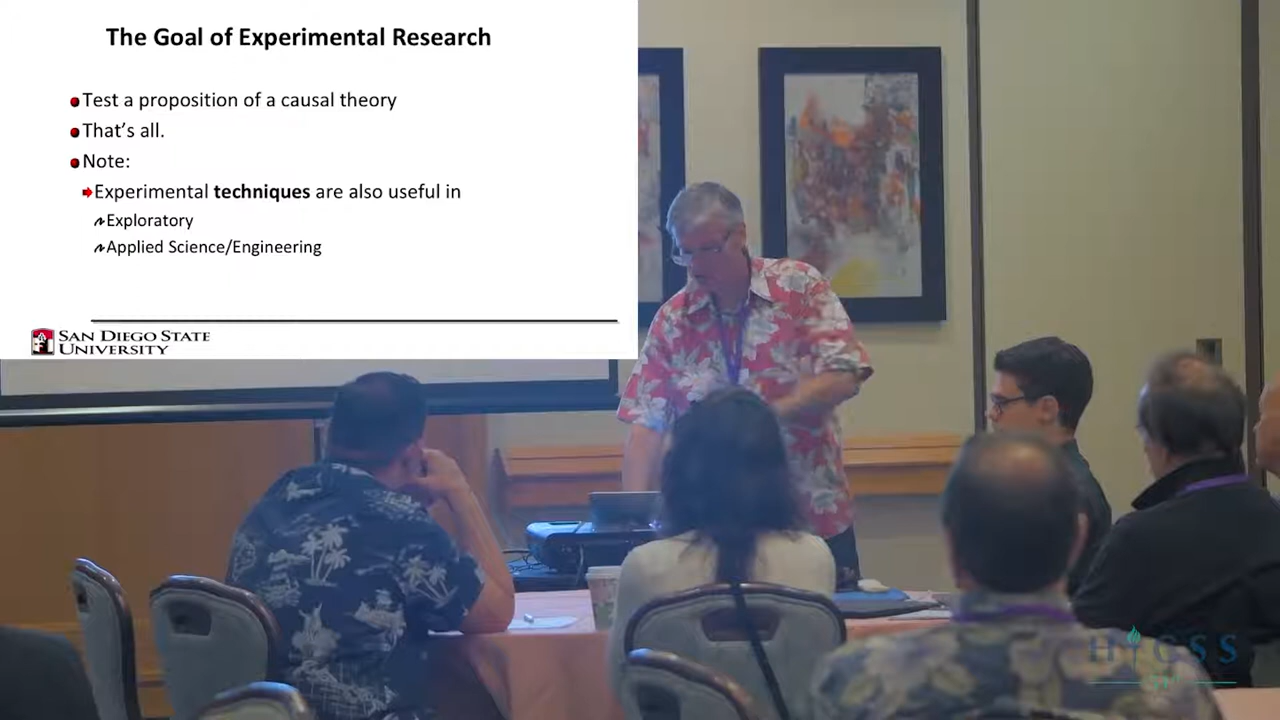 The Goal of Experimental Research
Test a proposition of a causal theory
That's all.
Note:
Experimental techniques are also useful in
Exploratory
Applied Science/Engineering
SAN DIEGO STATE
UNIVERSITY
HICSS